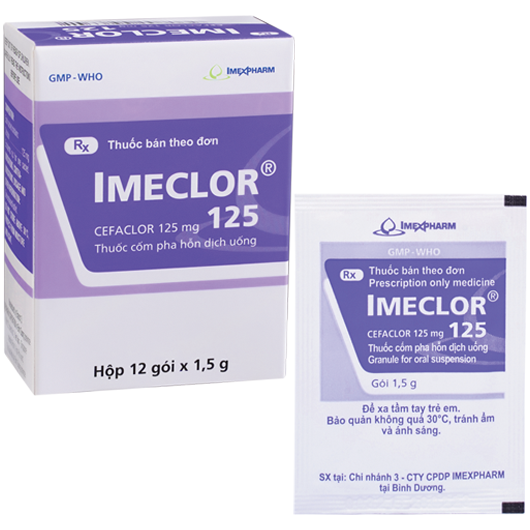 IMECLOR 125
IMEXPHARM
GMP - WHO
Rx Thuốc bán theo đơn
IMECLOR®
125
CEFACLOR 125 mg
Thuốc cốm pha hỗn dịch uống
Hộp 12 gói x 1,5 g
IMEXPHARM
GMP - WHO
Rx Thuốc bán theo đơn
Prescription only medicine
IMECLOR®
CEFACLOR 125 mg 125
Thuốc cốm pha hỗn dịch uống
Granule for oral suspension
Gói 1,5 g
Để xa tầm tay trẻ em.
Bảo quản không quá 30°C, tránh ẩm
và ánh sáng.
SX tại: Chi nhánh 3 - CTY CPDP IMEXPHARM
tại Bình Dương.